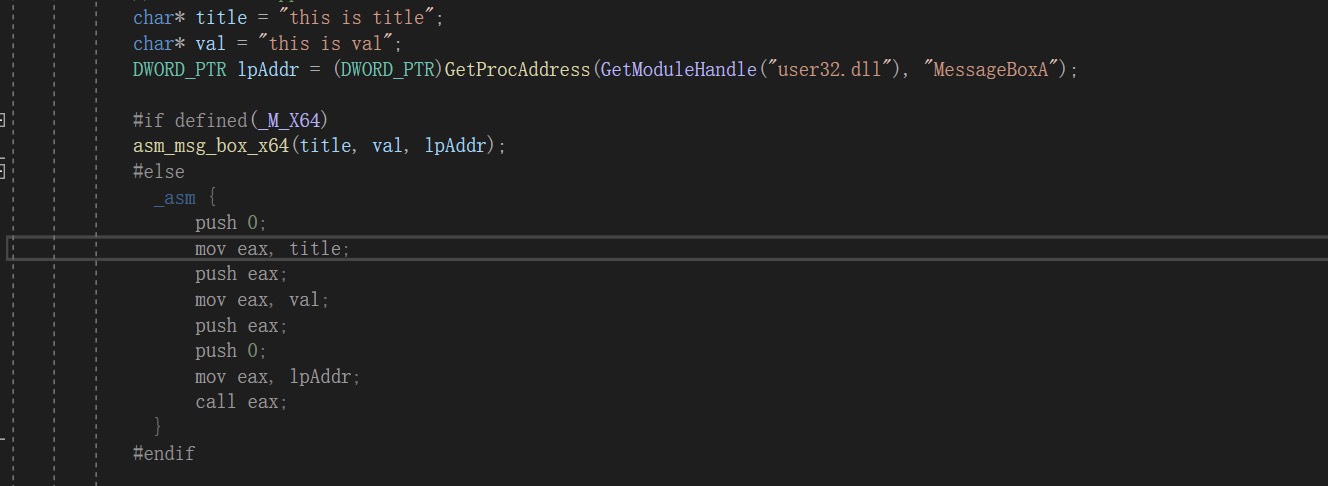 char* title = "this is title";
char* val = "this is val";
DWORD_PTR lpAddr = (DWORD_PTR)GetProcAddress(GetModuleHandle("user32.dll"), "MessageBoxA");
#if defined(_M_X64)
asm_msg_box_x64(title, val, lpAddr);
#else
_asm {
push 0;
mov eax, title;
push eax;
mov eax, val;
push eax;
push 0;
mov eax, lpAddr;
call eax;
}
#endif